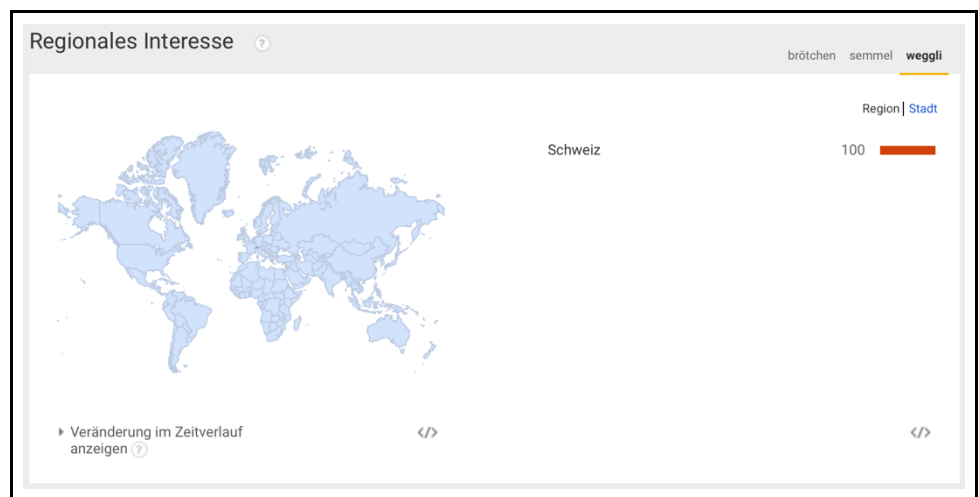 Regionales Interesse ?
brötchen semmel weggli
Region | Stadt
Schweiz 100
Veränderung im Zeitverlauf
anzeigen ?
</> </>